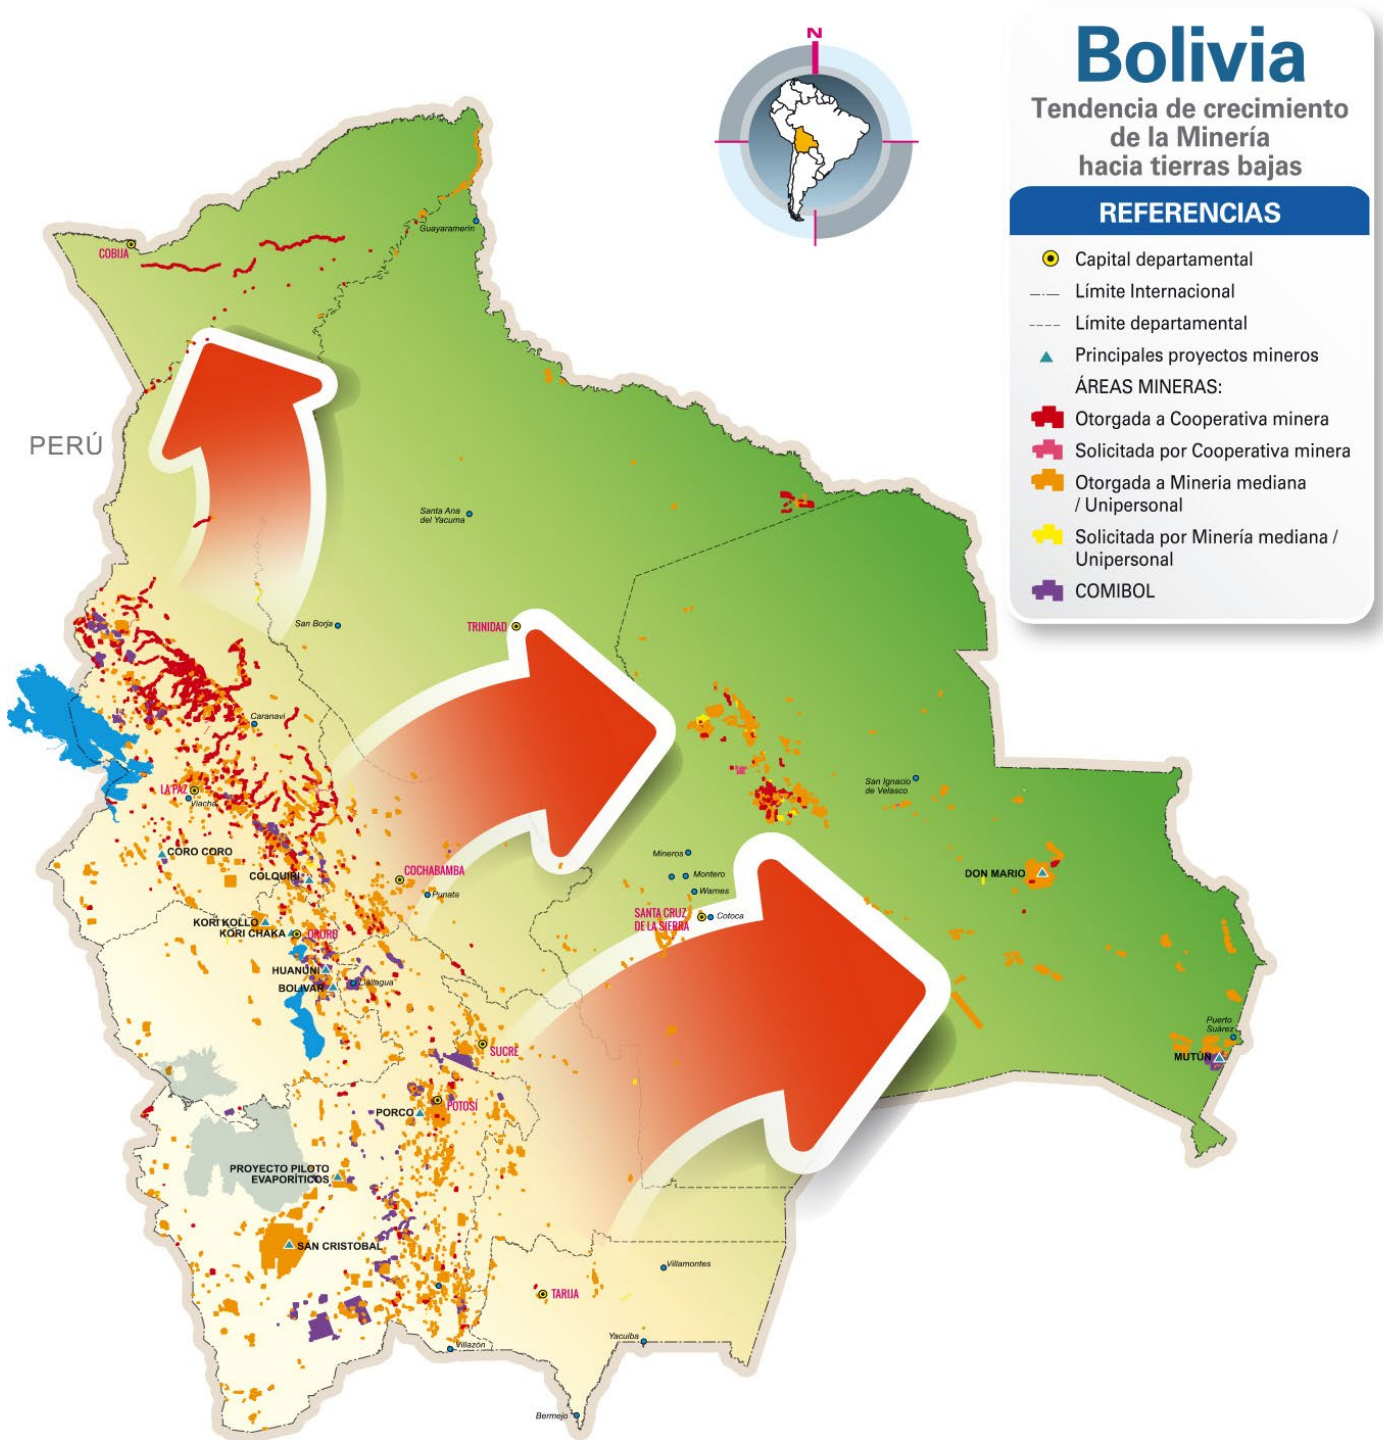 N
Bolivia
Tendencia de crecimiento
de la Minería
hacia tierras bajas
REFERENCIAS
Capital departamental
Límite Internacional
Límite departamental
Principales proyectos mineros
ÁREAS MINERAS:
Otorgada a Cooperativa minera
Solicitada por Cooperativa minera
Otorgada a Mineria mediana
/ Unipersonal
Solicitada por Minería mediana /
Unipersonal
COMIBOL
Guayaramerín
COBIJA
PERÚ
Santa Ana
del Yacuma
San Borja
TRINIDAD
Caranavi
San Ignacio
de Velasco
LA PAZ
Viacha
Mineros
CORO CORO
COLQUIRI
COCHABAMBA
Montero
DON MARIO
Punata
Warnes
SANTA CRUZ
DE LA SIERRA
Cotoca
KORI KOLLO
KORI CHAKA
ORURO
HUANUNI
BOLIVAR
Llallagua
Puerto
Suárez
SUCRE
MUTÚN
POTOSÍ
PORCO
PROYECTO PILOTO
EVAPORÍTICOS
SAN CRISTOBAL
Villamontes
TARIJA
Yacuiba
Villazón
Bermejo